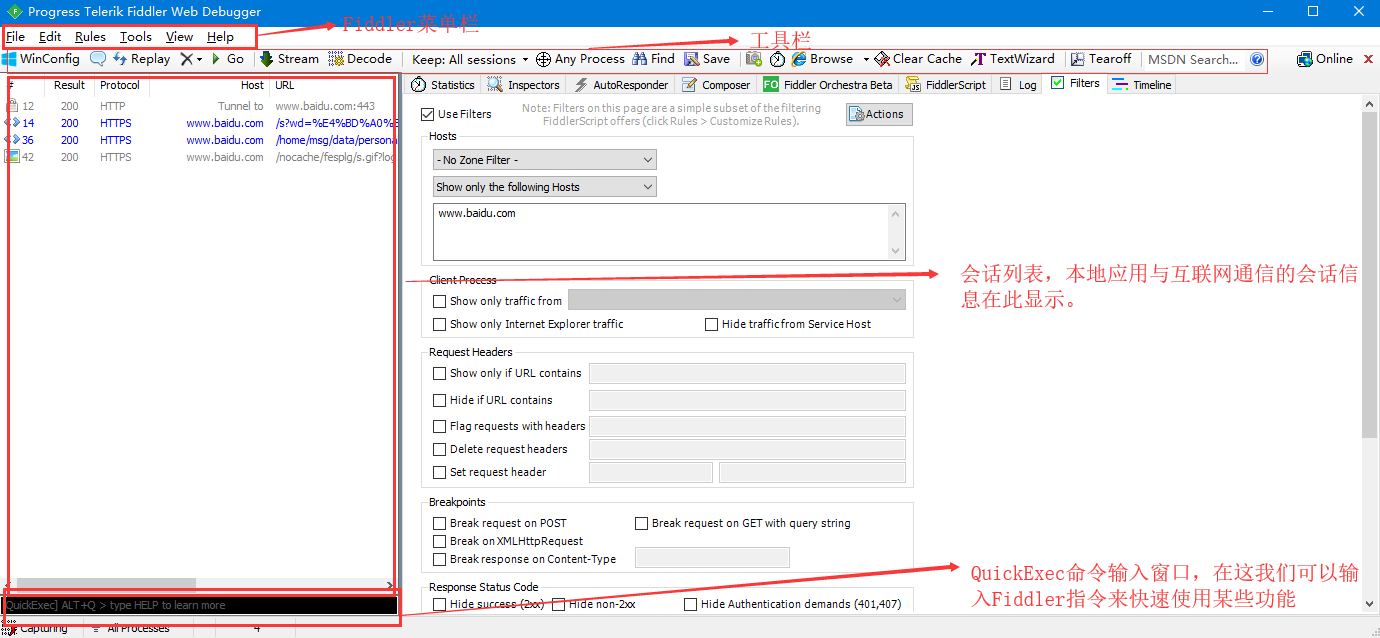 Progress Telerik Fiddler Web Debugger
File Edit Rules Tools View Help
Fiddler菜单栏
工具栏
WinConfig Replay Go Stream Decode Keep: All sessions Any Process Find Save Browse Clear Cache TextWizard Tearoff MSDN Search... Online
# Result Protocol Host URL
12 200 HTTP Tunnel to www.baidu.com:443
14 200 HTTPS www.baidu.com /s?wd=%E4%BD%A0%
36 200 HTTPS www.baidu.com /home/msg/data/persona
42 200 HTTPS www.baidu.com /nocache/fesplg/s.gif?log
Statistics Inspectors AutoResponder Composer FO Fiddler Orchestra Beta FiddlerScript Log Filters Timeline
Use Filters
Note: Filters on this page are a simple subset of the filtering
FiddlerScript offers (click Rules > Customize Rules).
Actions
Hosts
- No Zone Filter -
Show only the following Hosts
www.baidu.com
Client Process
Show only traffic from
Show only Internet Explorer traffic Hide traffic from Service Host
会话列表，本地应用与互联网通信的会话信
息在此显示。
Request Headers
Show only if URL contains
Hide if URL contains
Flag requests with headers
Delete request headers
Set request header
Breakpoints
Break request on POST Break request on GET with query string
Break on XMLHttpRequest
Break response on Content-Type
Response Status Code
Hide success (2xx) Hide non-2xx Hide Authentication demands (401,407)
QuickExec命令输入窗口，在这我们可以输
入Fiddler指令来快速使用某些功能
QuickExec] ALT+Q > type HELP to learn more
Capturing All Processes 4